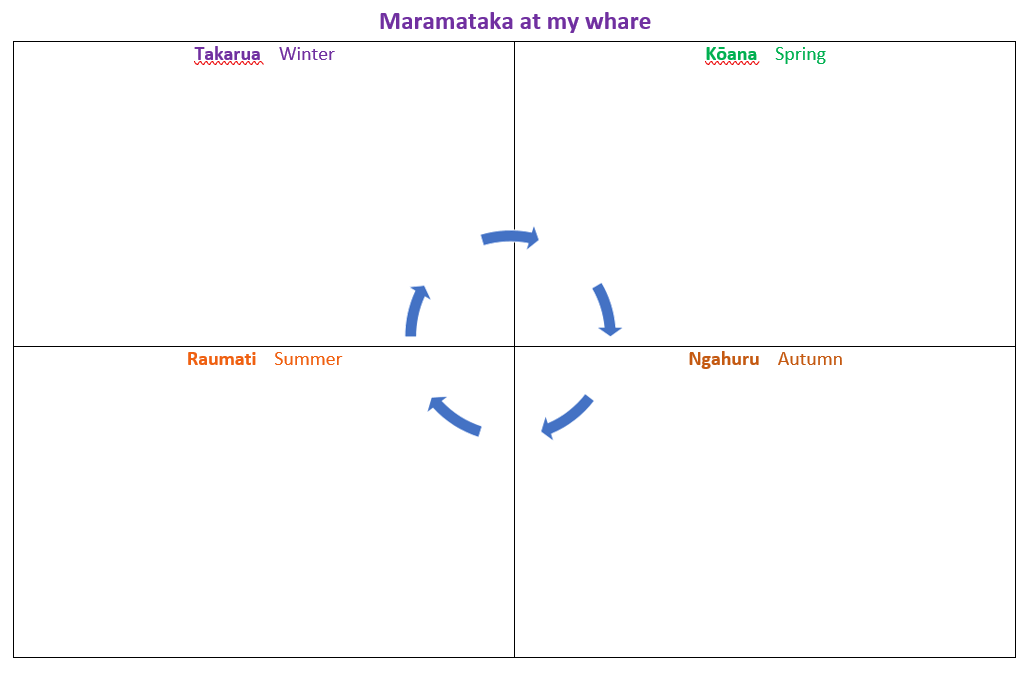 Maramataka at my whare
Takarua Winter
Kōana Spring
Raumati Summer
Ngahuru Autumn